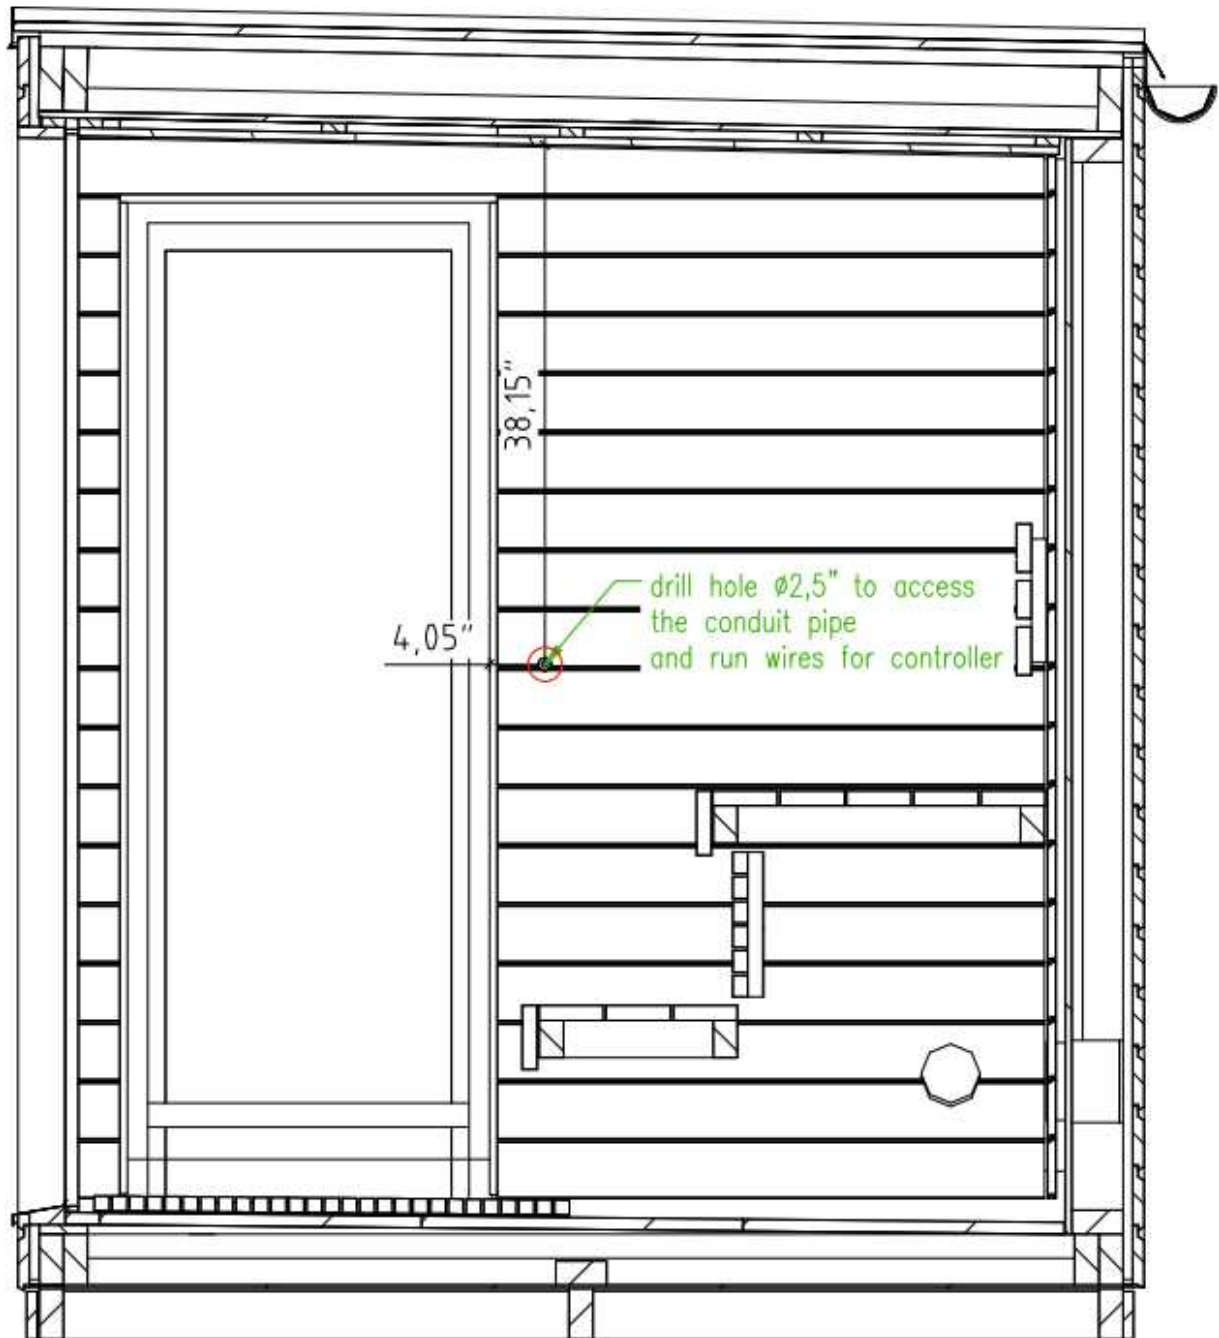 38,15"
drill hole ø2,5" to access
the conduit pipe
and run wires for controller
4,05"